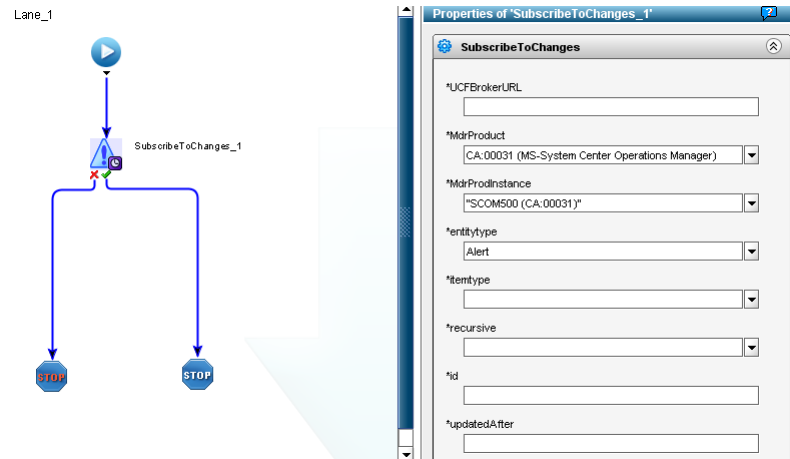 Lane_1
SubscribeToChanges_1
STOP
STOP
Properties of 'SubscribeToChanges_1'
SubscribeToChanges
*UCFBrokerURL
*MdrProduct
CA:00031 (MS-System Center Operations Manager)
*MdrProdInstance
"SCOM500 (CA:00031)"
*entitytype
Alert
*itemtype
*recursive
*id
*updatedAfter